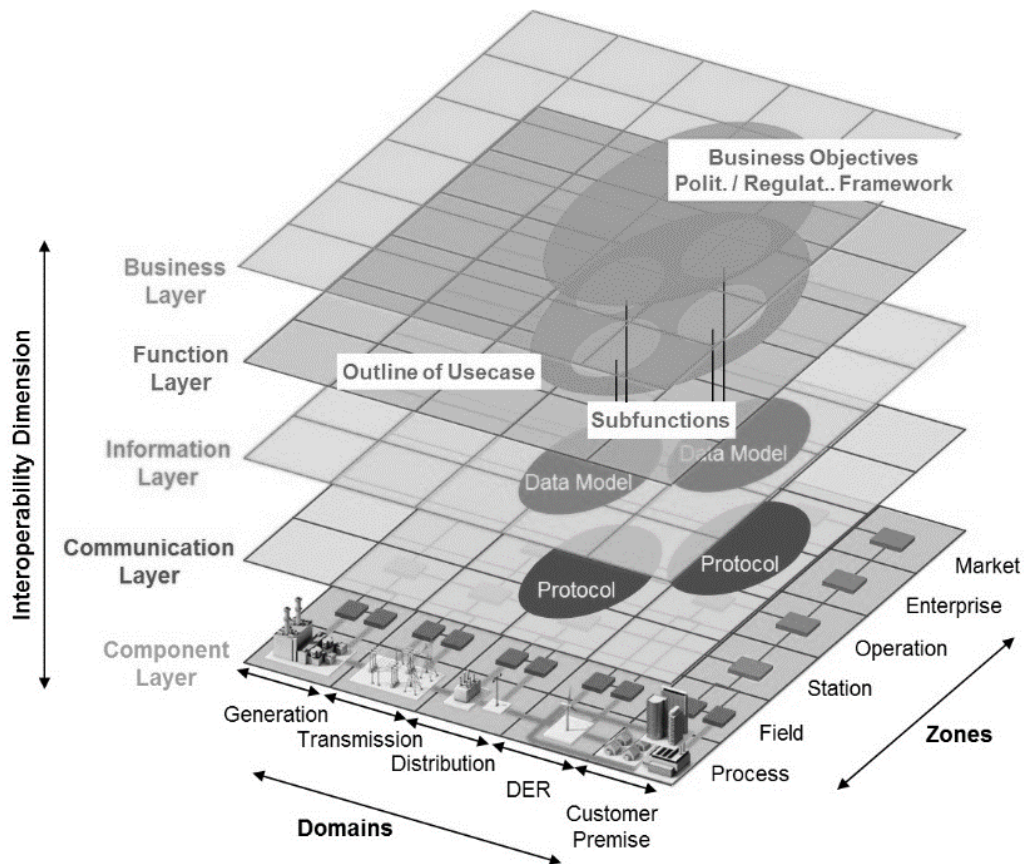 Business Objectives
Polit. / Regulat.. Framework
Interoperability Dimension
Business
Layer
Function
Layer
Outline of Usecase
Subfunctions
Information
Layer
Data Model
Data Model
Communication
Layer
Protocol
Protocol
Component
Layer
Market
Enterprise
Operation
Station
Field
Process
Zones
Generation
Transmission
Distribution
DER
Customer
Premise
Domains